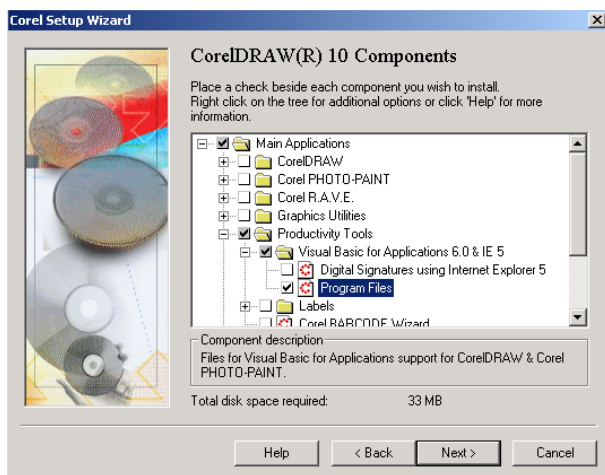 Corel Setup Wizard
CorelDRAW(R) 10 Components
Place a check beside each component you wish to install.
Right click on the tree for additional options or click 'Help' for more
information.
Main Applications
CorelDRAW
Corel PHOTO-PAINT
Corel R.A.V.E.
Graphics Utilities
Productivity Tools
Visual Basic for Applications 6.0 & IE 5
Digital Signatures using Internet Explorer 5
Program Files
Labels
Corel BARCODE Wizard
Component description
Files for Visual Basic for Applications support for CorelDRAW & Corel
PHOTO-PAINT.
Total disk space required: 33 MB
Help < Back Next > Cancel